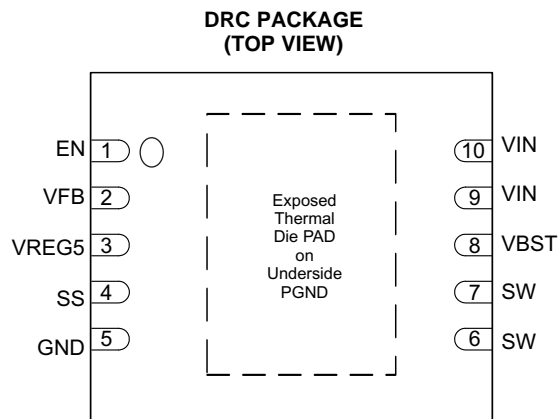 DRC PACKAGE
(TOP VIEW)
EN 1
VFB 2
VREG5 3
SS 4
GND 5
Exposed
Thermal
Die PAD
on
Underside
PGND
10 VIN
9 VIN
8 VBST
7 SW
6 SW